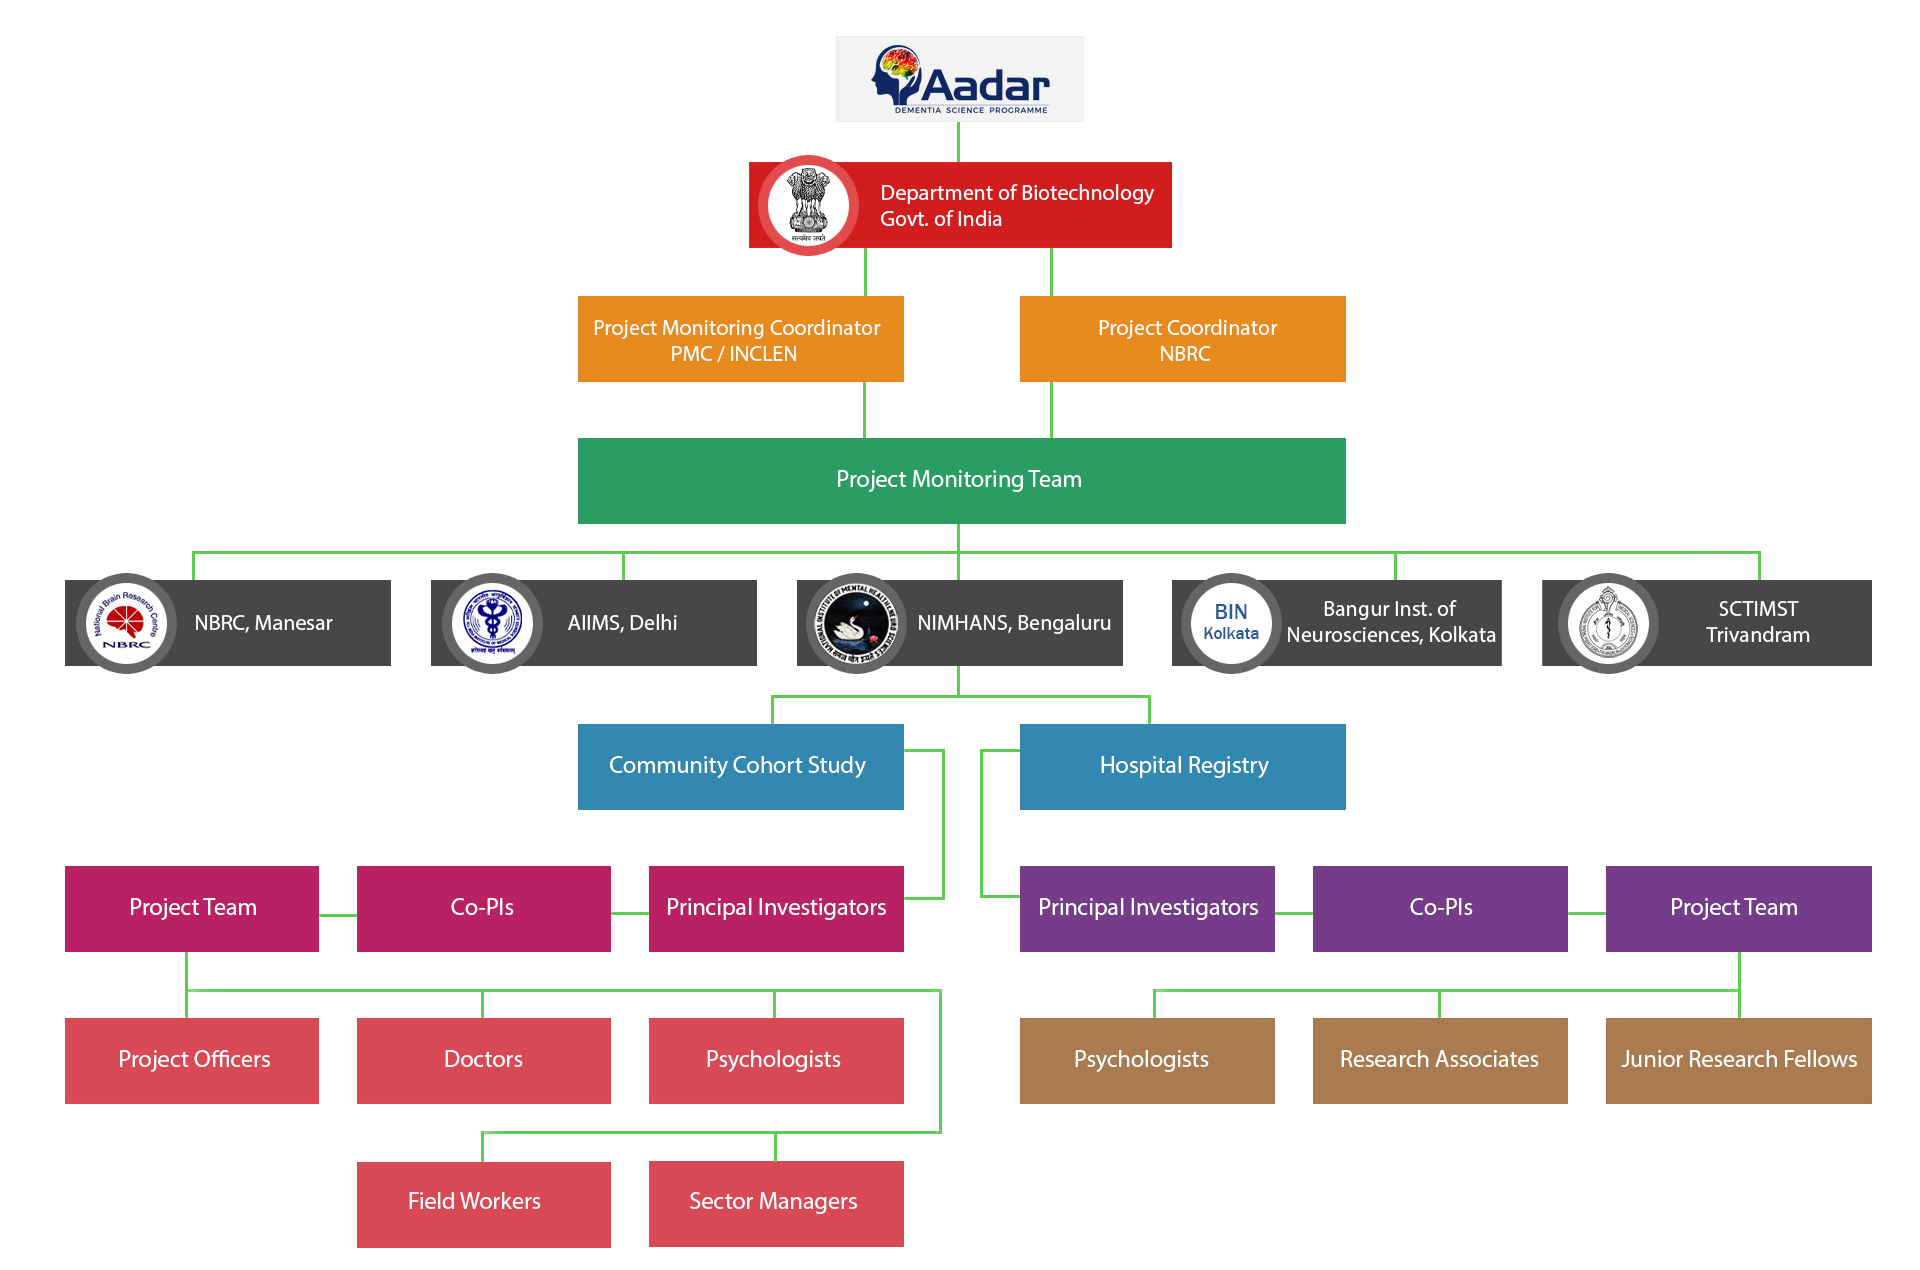 Aadar
DEMENTIA SCIENCE PROGRAMME
सत्यमेव जयते
Department of Biotechnology
Govt. of India
Project Monitoring Coordinator
PMC / INCLEN
Project Coordinator
NBRC
Project Monitoring Team
National Brain Research Centre
NBRC
NBRC, Manesar
AIIMS, Delhi
NIMHANS, Bengaluru
BIN
Kolkata
Bangur Inst. of
Neurosciences, Kolkata
SCTIMST
Trivandram
Community Cohort Study
Hospital Registry
Project Team
Co-PIs
Principal Investigators
Principal Investigators
Co-PIs
Project Team
Project Officers
Doctors
Psychologists
Psychologists
Research Associates
Junior Research Fellows
Field Workers
Sector Managers